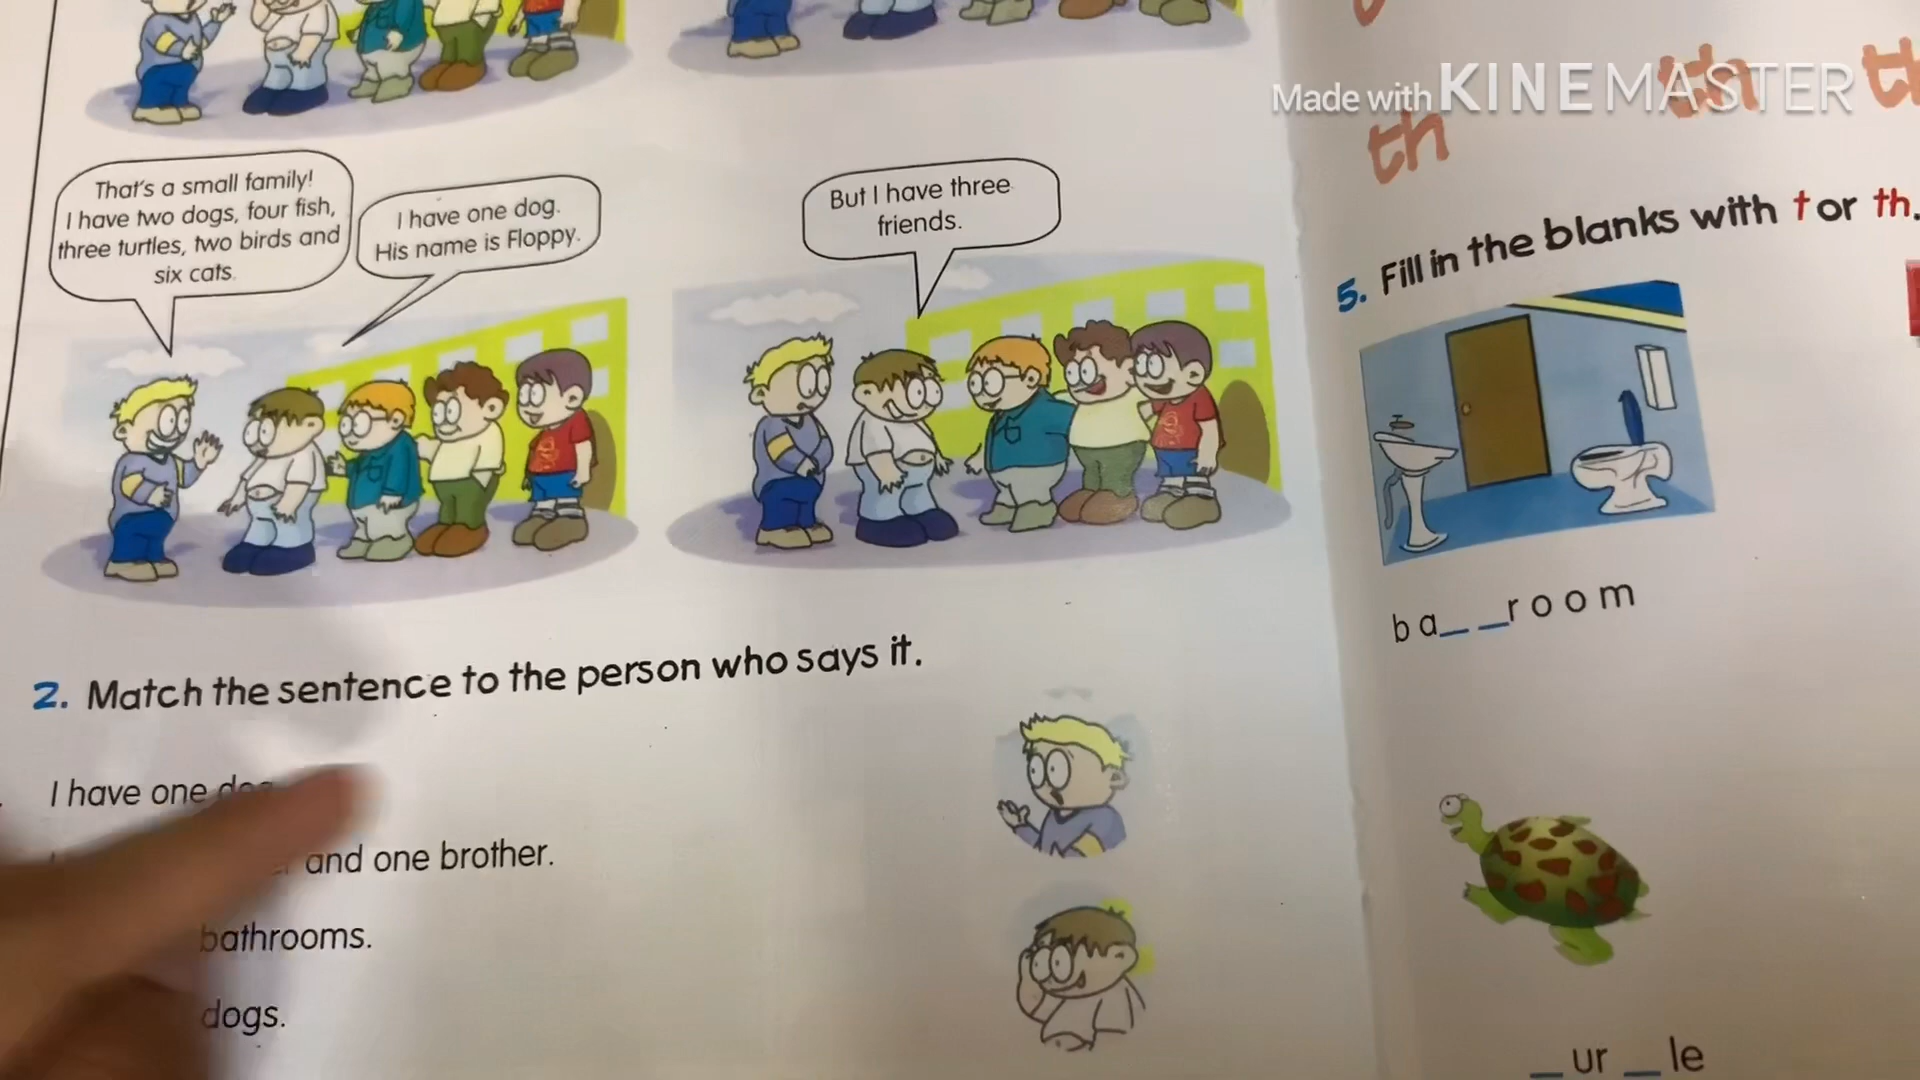 Made with KINEMASTER
th th th
That's a small family!
I have two dogs, four fish,
three turtles, two birds and
six cats.
I have one dog.
His name is Floppy.
But I have three
friends.
2. Match the sentence to the person who says it.
I have one dog
and one brother.
bathrooms.
dogs.
5. Fill in the blanks with t or th.
ba_ _room
_ur_le